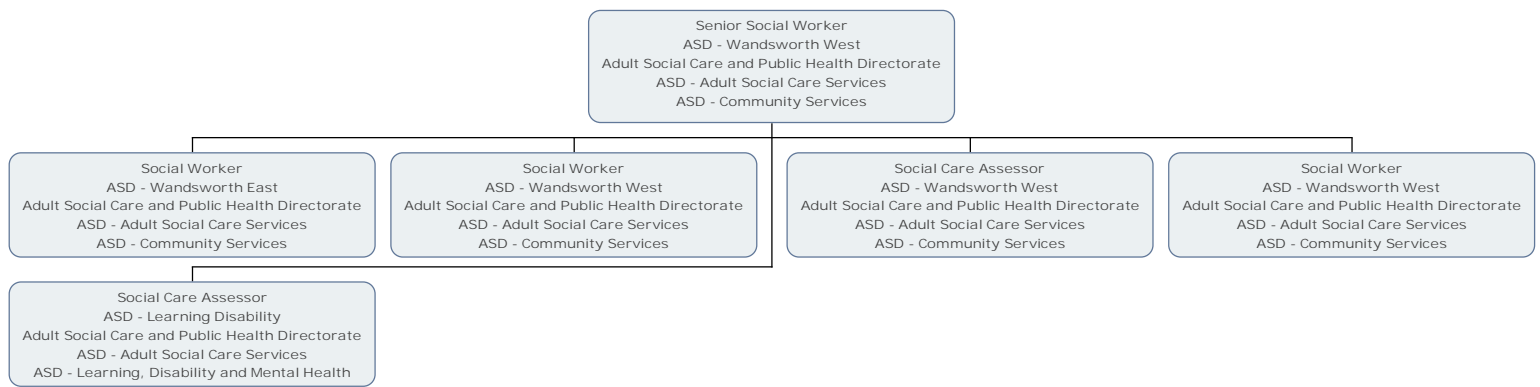 Senior Social Worker
ASD - Wandsworth West
Adult Social Care and Public Health Directorate
ASD - Adult Social Care Services
ASD - Community Services
Social Worker
ASD - Wandsworth East
Adult Social Care and Public Health Directorate
ASD - Adult Social Care Services
ASD - Community Services
Social Worker
ASD - Wandsworth West
Adult Social Care and Public Health Directorate
ASD - Adult Social Care Services
ASD - Community Services
Social Care Assessor
ASD - Wandsworth West
Adult Social Care and Public Health Directorate
ASD - Adult Social Care Services
ASD - Community Services
Social Worker
ASD - Wandsworth West
Adult Social Care and Public Health Directorate
ASD - Adult Social Care Services
ASD - Community Services
Social Care Assessor
ASD - Learning Disability
Adult Social Care and Public Health Directorate
ASD - Adult Social Care Services
ASD - Learning, Disability and Mental Health